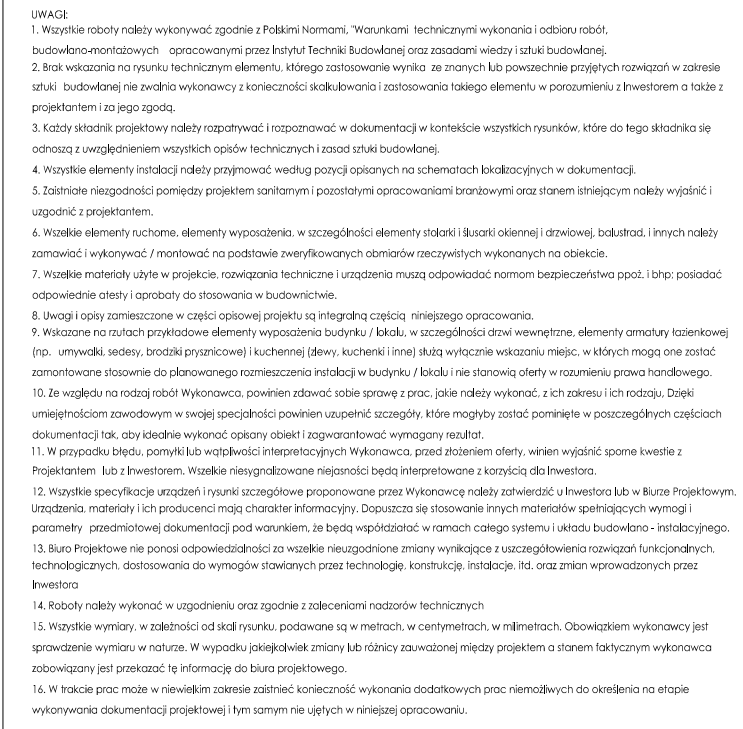 UWAGI:
1. Wszystkie roboty należy wykonywać zgodnie z Polskimi Normami, "Warunkami technicznymi wykonania i odbioru robót,
budowlano-montażowych opracowanymi przez Instytut Techniki Budowlanej oraz zasadami wiedzy i sztuki budowlanej.
2. Brak wskazania na rysunku technicznym elementu, którego zastosowanie wynika ze znanych lub powszechnie przyjętych rozwiązań w zakresie
sztuki budowlanej nie zwalnia wykonawcy z konieczności skalkulowania i zastosowania takiego elementu w porozumieniu z Inwestorem a także z
projektantem i za jego zgodą.
3. Każdy składnik projektowy należy rozpatrywać i rozpoznawać w dokumentacji w kontekście wszystkich rysunków, które do tego składnika się
odnoszą z uwzględnieniem wszystkich opisów technicznych i zasad sztuki budowlanej.
4. Wszystkie elementy instalacji należy przyjmować według pozycji opisanych na schematach lokalizacyjnych w dokumentacji.
5. Zaistniałe niezgodności pomiędzy projektem sanitarnym i pozostałymi opracowaniami branżowymi oraz stanem istniejącym należy wyjaśnić i
uzgodnić z projektantem.
6. Wszelkie elementy ruchome, elementy wyposażenia, w szczególności elementy stolarki i ślusarki okiennej i drzwiowej, balustrad, i innych należy
zamawiać i wykonywać / montować na podstawie zweryfikowanych obmiarów rzeczywistych wykonanych na obiekcie.
7. Wszelkie materiały użyte w projekcie, rozwiązania techniczne i urządzenia muszą odpowiadać normom bezpieczeństwa ppoż. i bhp; posiadać
odpowiednie atesty i aprobaty do stosowania w budownictwie.
8. Uwagi i opisy zamieszczone w części opisowej projektu są integralną częścią niniejszego opracowania.
9. Wskazane na rzutach przykładowe elementy wyposażenia budynku / lokalu, w szczególności drzwi wewnętrzne, elementy armatury łazienkowej
(np. umywalki, sedesy, brodziki prysznicowe) i kuchennej (zlewy, kuchenki i inne) służą wyłącznie wskazaniu miejsc, w których mogą one zostać
zamontowane stosownie do planowanego rozmieszczenia instalacji w budynku / lokalu i nie stanowią oferty w rozumieniu prawa handlowego.
10. Ze względu na rodzaj robót Wykonawca, powinien zdawać sobie sprawę z prac, jakie należy wykonać, z ich zakresu i ich rodzaju, Dzięki
umiejętnościom zawodowym w swojej specjalności powinien uzupełnić szczegóły, które mogłyby zostać pominięte w poszczególnych częściach
dokumentacji tak, aby idealnie wykonać opisany obiekt i zagwarantować wymagany rezultat.
11. W przypadku błędu, pomyłki lub wątpliwości interpretacyjnych Wykonawca, przed złożeniem oferty, winien wyjaśnić sporne kwestie z
Projektantem lub z Inwestorem. Wszelkie niesygnalizowane niejasności będą interpretowane z korzyścią dla Inwestora.
12. Wszystkie specyfikacje urządzeń i rysunki szczegółowe proponowane przez Wykonawcę należy zatwierdzić u Inwestora lub w Biurze Projektowym.
Urządzenia, materiały i ich producenci mają charakter informacyjny. Dopuszcza się stosowanie innych materiałów spełniających wymogi i
parametry przedmiotowej dokumentacji pod warunkiem, że będą współdziałać w ramach całego systemu i układu budowlano - instalacyjnego.
13. Biuro Projektowe nie ponosi odpowiedzialności za wszelkie nieuzgodnione zmiany wynikające z uszczegółowienia rozwiązań funkcjonalnych,
technologicznych, dostosowania do wymogów stawianych przez technologię, konstrukcję, instalacje, itd. oraz zmian wprowadzonych przez
Inwestora
14. Roboty należy wykonać w uzgodnieniu oraz zgodnie z zaleceniami nadzorów technicznych
15. Wszystkie wymiary, w zależności od skali rysunku, podawane są w metrach, w centymetrach, w milimetrach. Obowiązkiem wykonawcy jest
sprawdzenie wymiaru w naturze. W wypadku jakiejkolwiek zmiany lub różnicy zauważonej między projektem a stanem faktycznym wykonawca
zobowiązany jest przekazać tę informację do biura projektowego.
16. W trakcie prac może w niewielkim zakresie zaistnieć konieczność wykonania dodatkowych prac niemożliwych do określenia na etapie
wykonywania dokumentacji projektowej i tym samym nie ujętych w niniejszej opracowaniu.